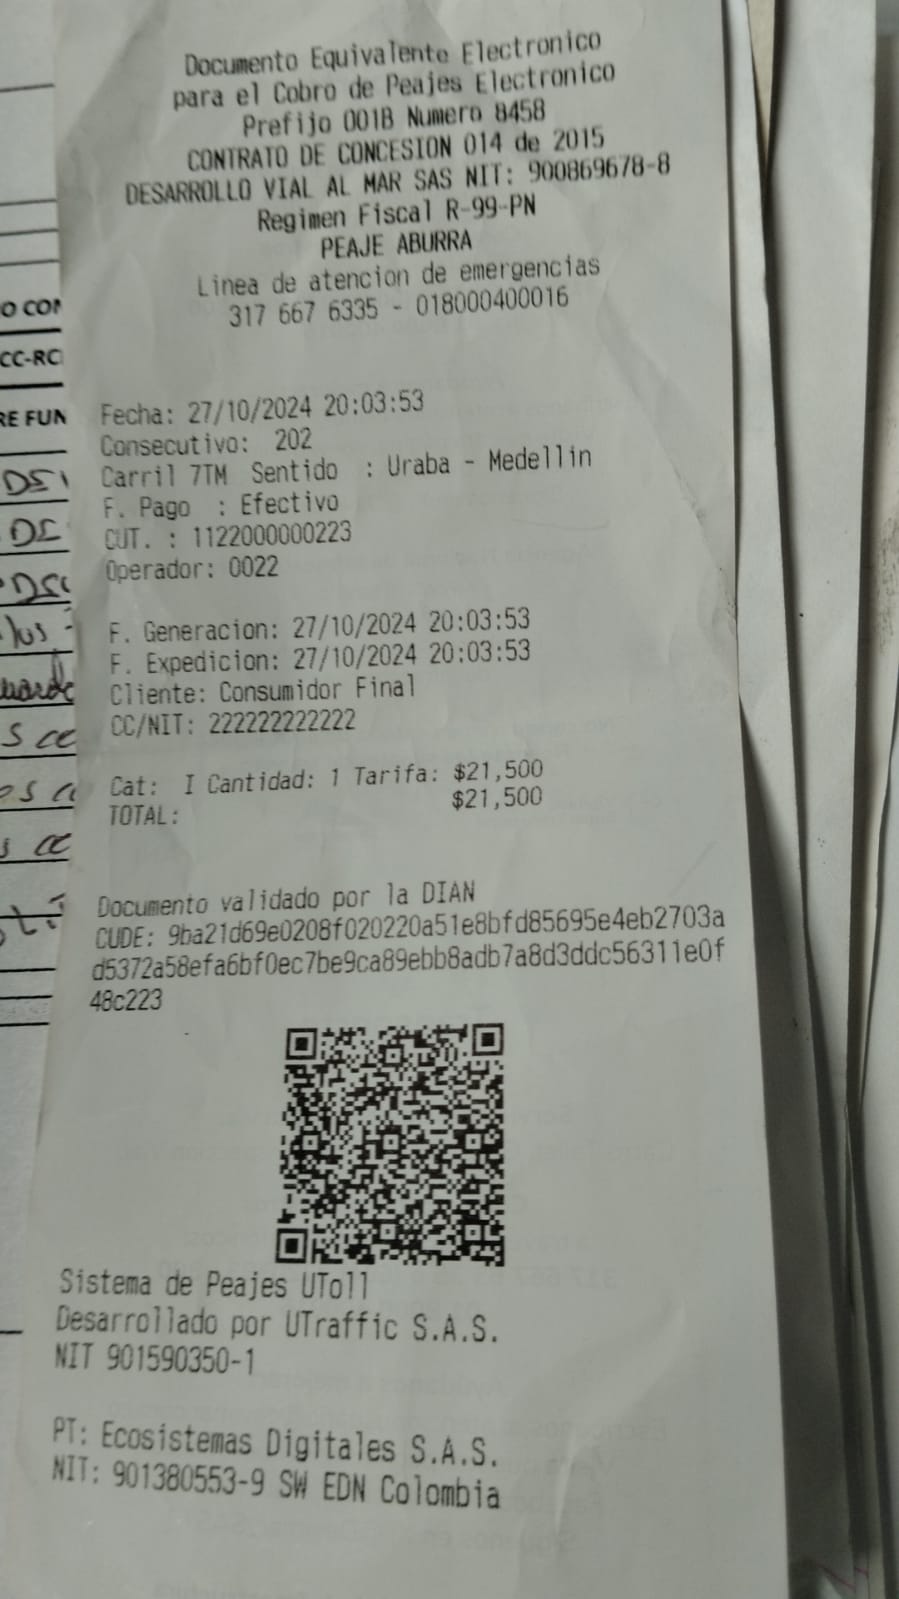 Documento Equivalente Electronico
para el Cobro de Peajes Electronico
Prefijo 001B Numero 8458
CONTRATO DE CONCESION 014 de 2015
DESARROLLO VIAL AL MAR SAS NIT: 900869678-8
Regimen Fiscal R-99-PN
PEAJE ABURRA
Linea de atencion de emergencias
317 667 6335 - 018000400016
O CON
CC-RC
RE FUN
Fecha: 27/10/2024 20:03:53
Consecutivo: 202
Carril 7TM Sentido : Uraba - Medellin
F. Pago : Efectivo
CUT. : 1122000000223
Operador: 0022
F. Generacion: 27/10/2024 20:03:53
F. Expedicion: 27/10/2024 20:03:53
Cliente: Consumidor Final
CC/NIT: 222222222222
Cat: I Cantidad: 1 Tarifa: $21,500
TOTAL: $21,500
Documento validado por la DIAN
CUDE: 9ba21d69e0208f020220a51e8bfd85695e4eb2703a
d5372a58efa6bf0ec7be9ca89ebb8adb7a8d3ddc56311e0f
48c223
Sistema de Peajes UToll
Desarrollado por UTraffic S.A.S.
NIT 901590350-1
PT: Ecosistemas Digitales S.A.S.
NIT: 901380553-9 SW EDN Colombia